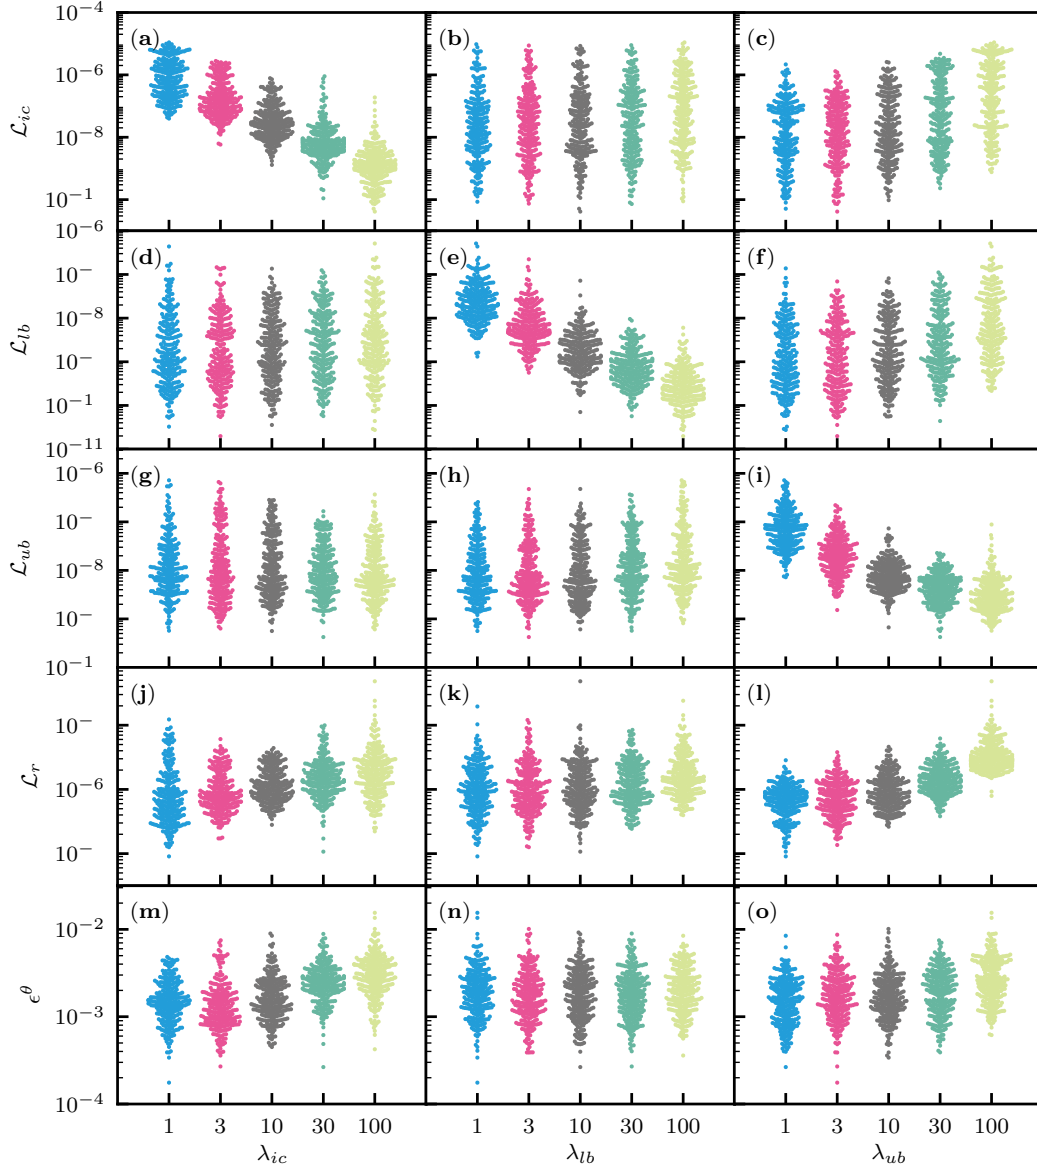 10⁻⁴
(a) (b) (c)
10⁻⁶
ℒ_ic
10⁻⁸
10⁻¹
10⁻⁶
(d) (e) (f)
10⁻
10⁻⁸
ℒ_lb
10⁻
10⁻¹
10⁻¹¹
(g) (h) (i)
10⁻⁶
10⁻
ℒ_ub
10⁻⁸
10⁻
10⁻¹
(j) (k) (l)
10⁻
ℒ_r
10⁻⁶
10⁻
(m) (n) (o)
10⁻²
ϵ^θ
10⁻³
10⁻⁴
1 3 10 30 100 1 3 10 30 100 1 3 10 30 100
λ_ic λ_lb λ_ub